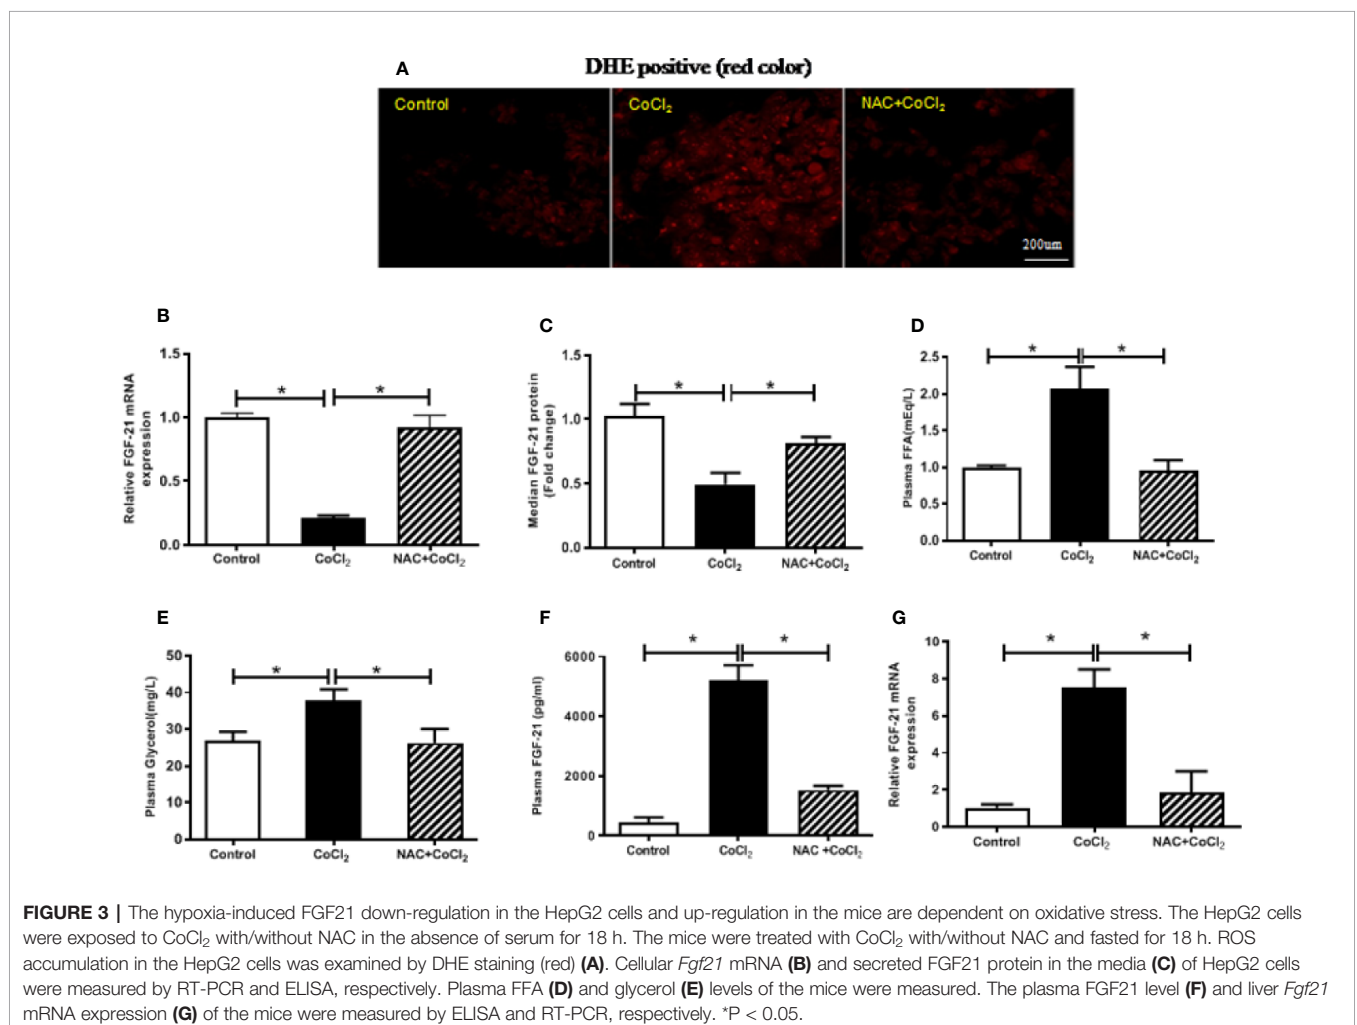 A
DHE positive (red color)
Control
CoCl₂
NAC+CoCl₂
200um
B
Relative FGF-21 mRNA
expression
1.5
1.0
0.5
0.0
*
*
Control
CoCl₂
NAC+CoCl₂
C
Median FGF-21 protein
(Fold change)
1.5
1.0
0.5
0.0
*
*
Control
CoCl₂
NAC+CoCl₂
D
Plasma FFA(mEq/L)
2.5
2.0
1.5
1.0
0.5
0.0
*
*
Control
CoCl₂
NAC+CoCl₂
E
Plasma Glycerol(mg/L)
50
40
30
20
10
0
*
*
Control
CoCl₂
NAC+CoCl₂
F
Plasma FGF-21 (pg/ml)
6000
4000
2000
0
*
*
Control
CoCl₂
NAC +CoCl₂
G
Relative FGF-21 mRNA
expression
10
8
6
4
2
0
*
*
Control
CoCl₂
NAC+CoCl₂
FIGURE 3 | The hypoxia-induced FGF21 down-regulation in the HepG2 cells and up-regulation in the mice are dependent on oxidative stress. The HepG2 cells
were exposed to CoCl₂ with/without NAC in the absence of serum for 18 h. The mice were treated with CoCl₂ with/without NAC and fasted for 18 h. ROS
accumulation in the HepG2 cells was examined by DHE staining (red) (A). Cellular Fgf21 mRNA (B) and secreted FGF21 protein in the media (C) of HepG2 cells
were measured by RT-PCR and ELISA, respectively. Plasma FFA (D) and glycerol (E) levels of the mice were measured. The plasma FGF21 level (F) and liver Fgf21
mRNA expression (G) of the mice were measured by ELISA and RT-PCR, respectively. *P < 0.05.